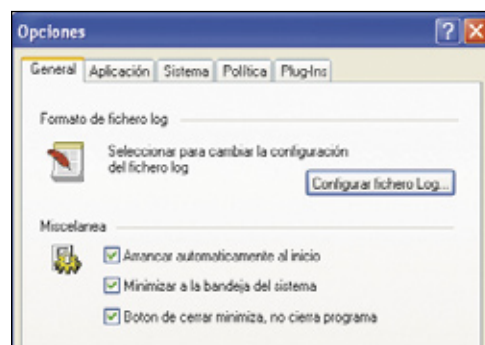 Opciones
General Aplicación Sistema Política Plug-Ins
Formato de fichero log
Seleccionar para cambiar la configuración
del fichero log
Configurar fichero Log...
Miscelanea
Arrancar automaticamente al inicio
Minimizar a la bandeja del sistema
Boton de cerrar minimiza, no cierra programa